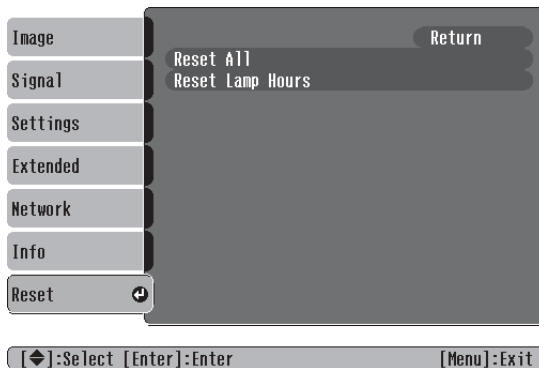 Image
Signal
Settings
Extended
Network
Info
Reset
Return
Reset All
Reset Lamp Hours
[◆]:Select [Enter]:Enter [Menu]:Exit